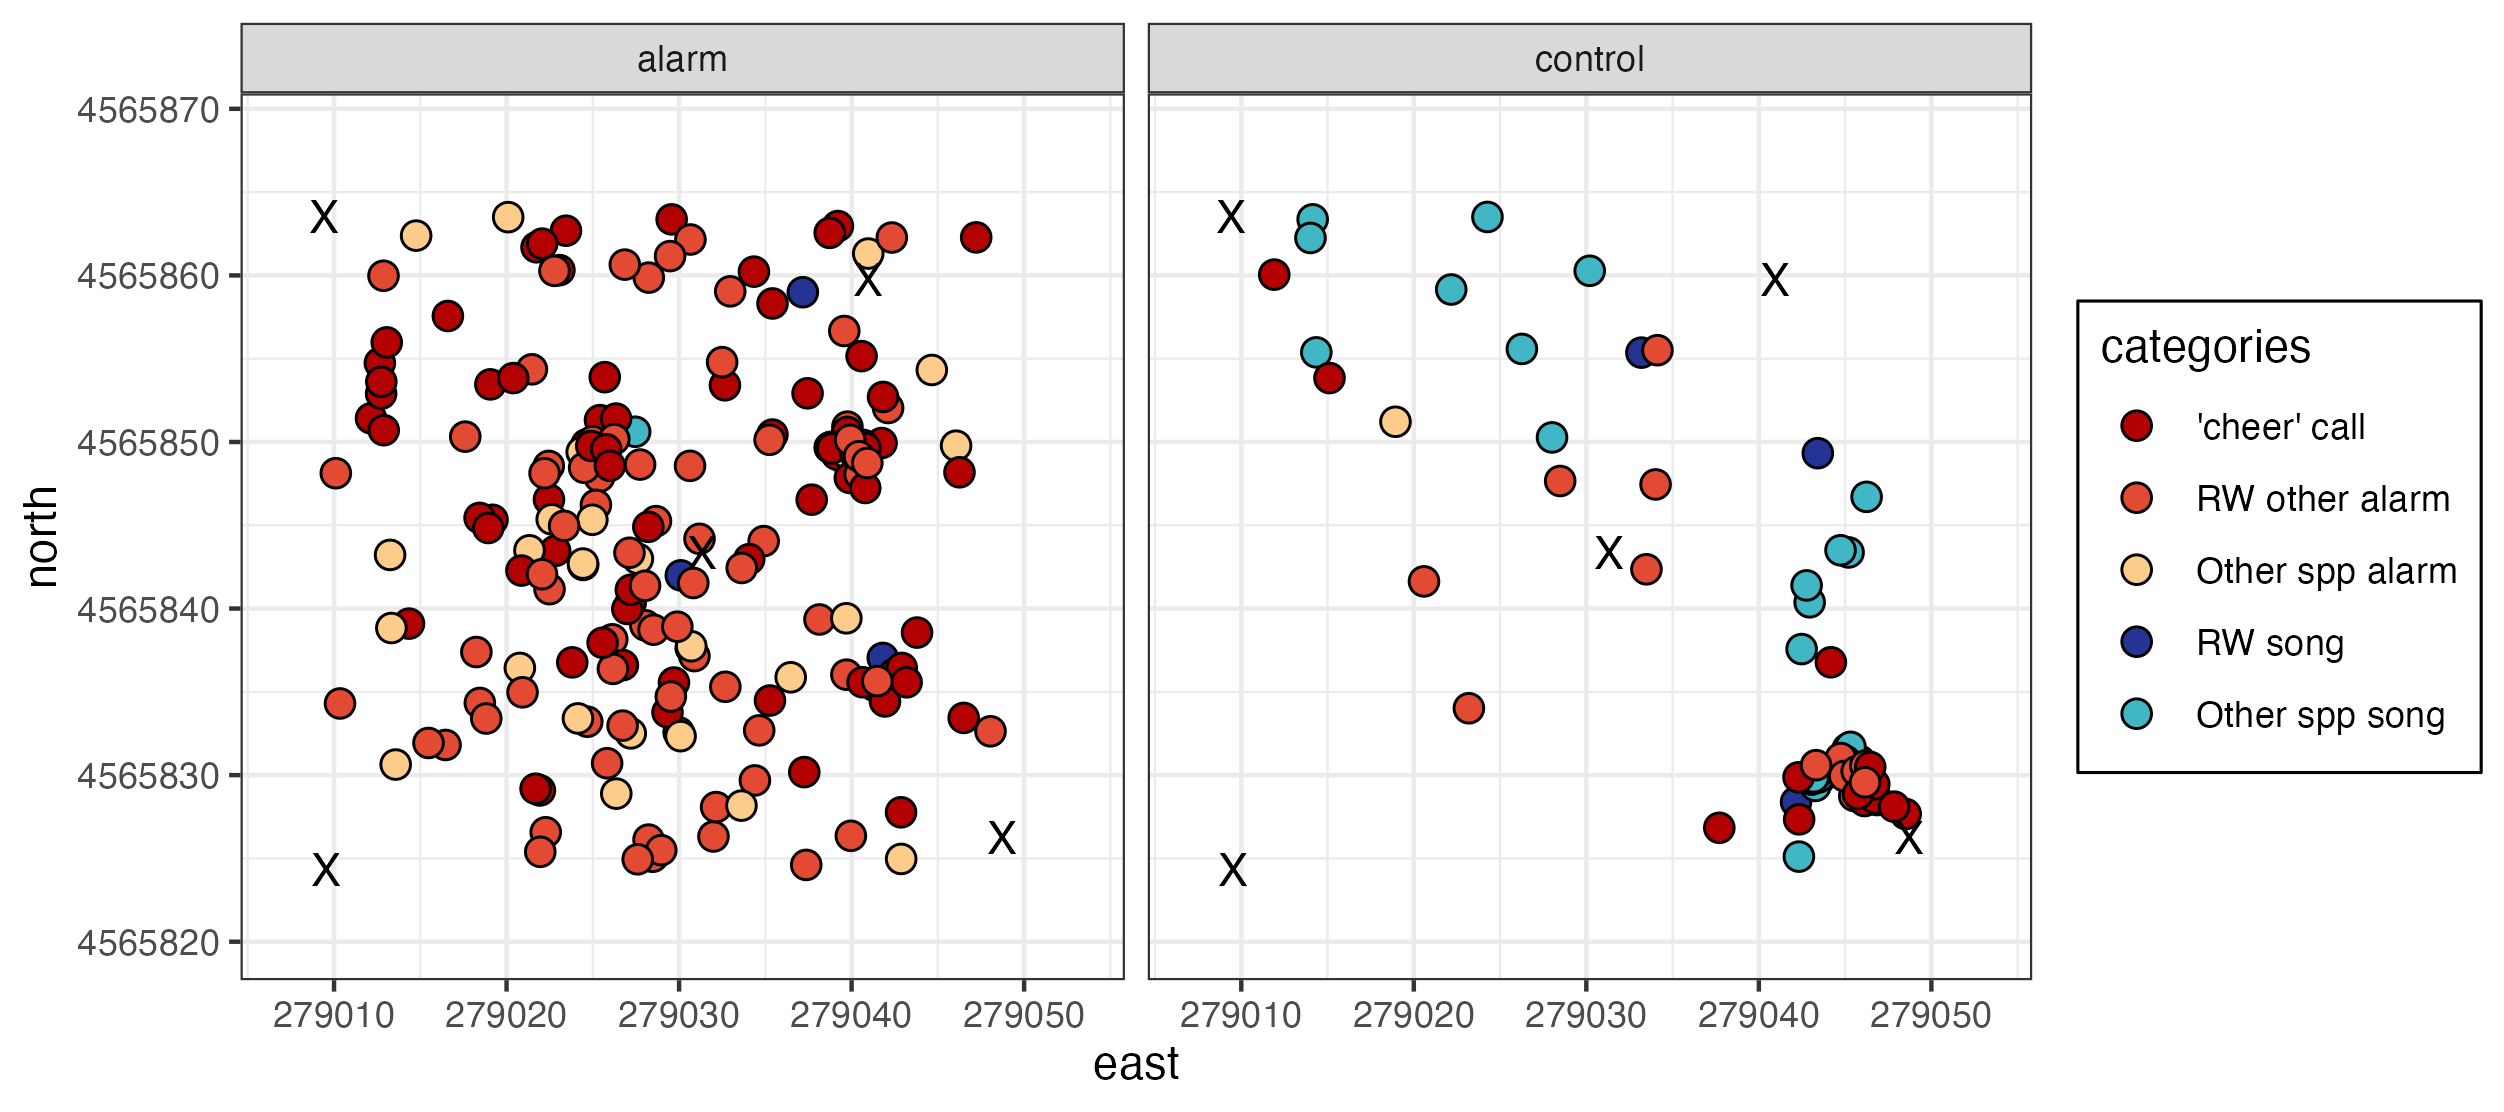 alarm
control
4565870
4565860
4565850
4565840
4565830
4565820
north
X
X
X
X
X
X
X
X
X
X
279010 279020 279030 279040 279050
279010 279020 279030 279040 279050
east
categories
'cheer' call
RW other alarm
Other spp alarm
RW song
Other spp song